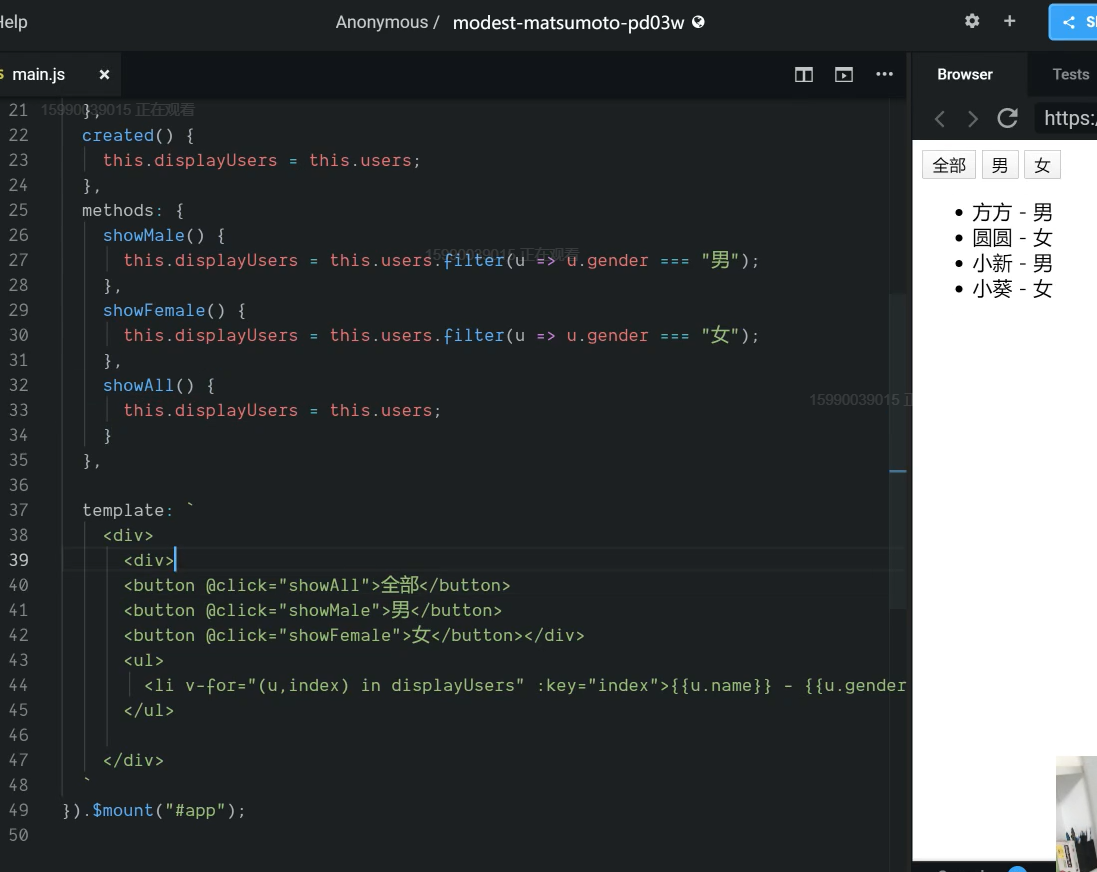 Help
Anonymous / modest-matsumoto-pd03w
main.js
Browser
Tests
https:/
21 },
15990039015 正在观看
22 created() {
23 this.displayUsers = this.users;
24 },
25 methods: {
26 showMale() {
15990039015 正在观看
27 this.displayUsers = this.users.filter(u => u.gender === "男");
28 },
29 showFemale() {
30 this.displayUsers = this.users.filter(u => u.gender === "女");
31 },
32 showAll() {
33 this.displayUsers = this.users;
15990039015 正
34 }
35 },
36
37 template: `
38 <div>
39 <div>
40 <button @click="showAll">全部</button>
41 <button @click="showMale">男</button>
42 <button @click="showFemale">女</button></div>
43 <ul>
44 <li v-for="(u,index) in displayUsers" :key="index">{{u.name}} - {{u.gender
45 </ul>
46
47 </div>
48 `
49 }).$mount("#app");
50
全部 男 女
• 方方 - 男
• 圆圆 - 女
• 小新 - 男
• 小葵 - 女